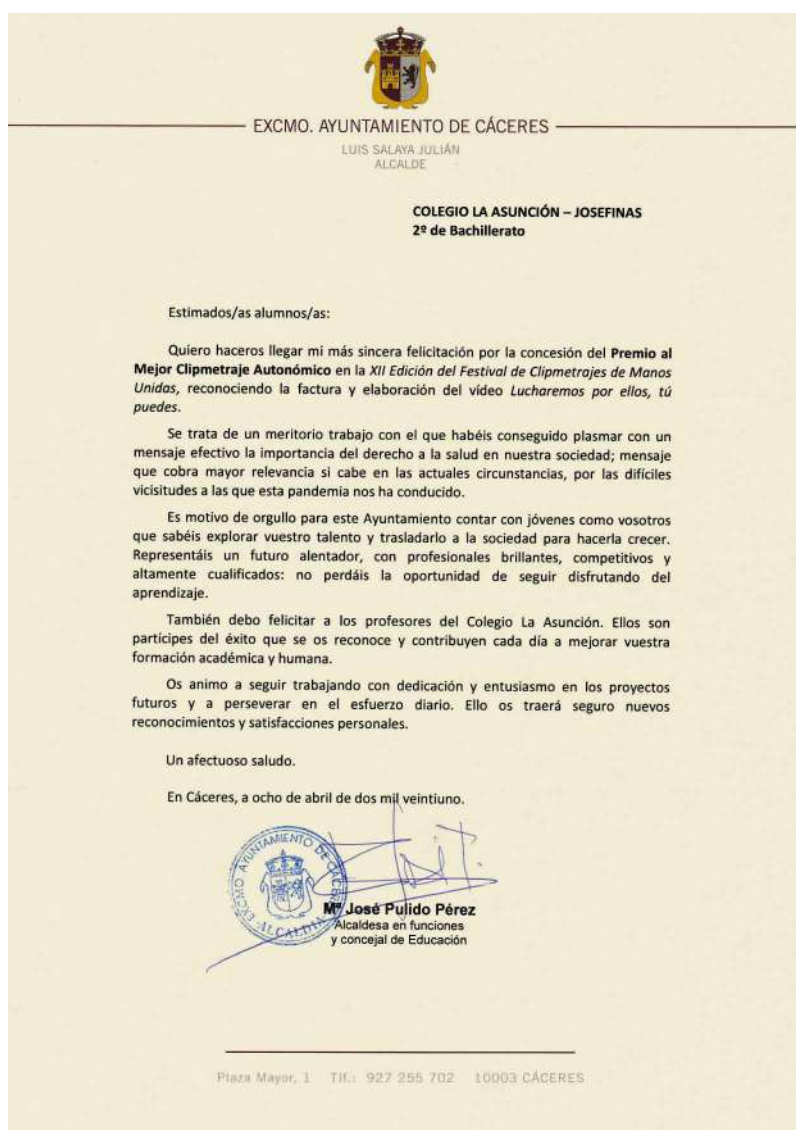 EXCMO. AYUNTAMIENTO DE CÁCERES
LUIS SALAYA JULIÁN
ALCALDE
COLEGIO LA ASUNCIÓN – JOSEFINAS
2º de Bachillerato
Estimados/as alumnos/as:
Quiero haceros llegar mi más sincera felicitación por la concesión del Premio al
Mejor Clipmetraje Autonómico en la XII Edición del Festival de Clipmetrajes de Manos
Unidas, reconociendo la factura y elaboración del vídeo Lucharemos por ellos, tú
puedes.
Se trata de un meritorio trabajo con el que habéis conseguido plasmar con un
mensaje efectivo la importancia del derecho a la salud en nuestra sociedad; mensaje
que cobra mayor relevancia si cabe en las actuales circunstancias, por las difíciles
vicisitudes a las que esta pandemia nos ha conducido.
Es motivo de orgullo para este Ayuntamiento contar con jóvenes como vosotros
que sabéis explorar vuestro talento y trasladarlo a la sociedad para hacerla crecer.
Representáis un futuro alentador, con profesionales brillantes, competitivos y
altamente cualificados: no perdáis la oportunidad de seguir disfrutando del
aprendizaje.
También debo felicitar a los profesores del Colegio La Asunción. Ellos son
partícipes del éxito que se os reconoce y contribuyen cada día a mejorar vuestra
formación académica y humana.
Os animo a seguir trabajando con dedicación y entusiasmo en los proyectos
futuros y a perseverar en el esfuerzo diario. Ello os traerá seguro nuevos
reconocimientos y satisfacciones personales.
Un afectuoso saludo.
En Cáceres, a ocho de abril de dos mil veintiuno.
EXCMO AYUNTAMIENTO DE CÁCERES
ALCALDÍA
Mª José Pulido Pérez
Alcaldesa en funciones
y concejal de Educación
Plaza Mayor, 1 Tlf.: 927 255 702 10003 CÁCERES